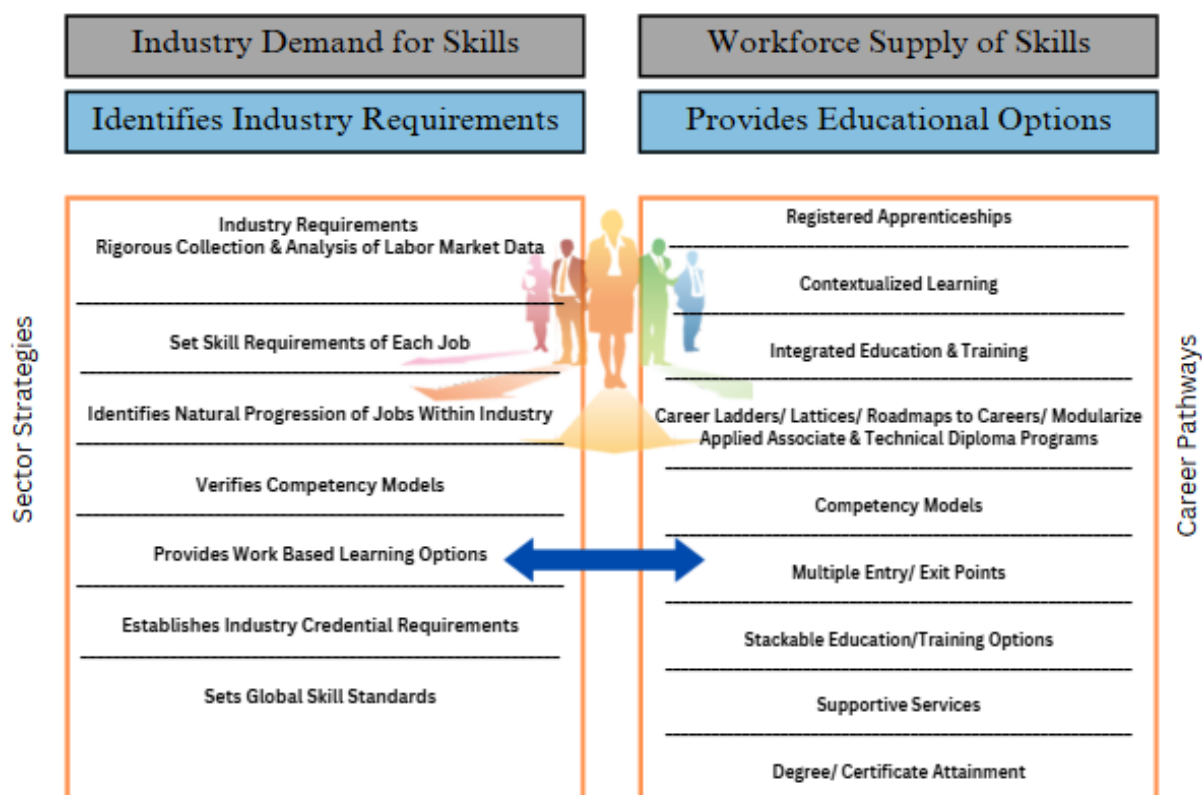 Industry Demand for Skills
Workforce Supply of Skills
Identifies Industry Requirements
Provides Educational Options
Sector Strategies
Industry Requirements
Rigorous Collection & Analysis of Labor Market Data
Set Skill Requirements of Each Job
Identifies Natural Progression of Jobs Within Industry
Verifies Competency Models
Provides Work Based Learning Options
Establishes Industry Credential Requirements
Sets Global Skill Standards
Registered Apprenticeships
Contextualized Learning
Integrated Education & Training
Career Ladders/ Lattices/ Roadmaps to Careers/ Modularize
Applied Associate & Technical Diploma Programs
Competency Models
Multiple Entry/ Exit Points
Stackable Education/Training Options
Supportive Services
Degree/ Certificate Attainment
Career Pathways